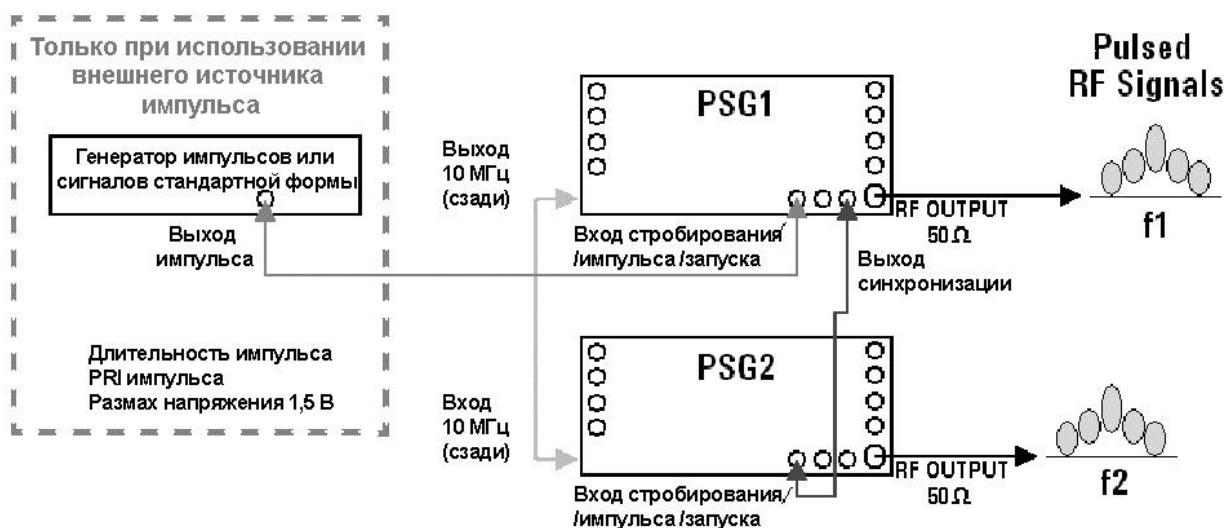 Только при использовании
внешнего источника
импульса
Генератор импульсов или
сигналов стандартной формы
Выход
импульса
Длительность импульса
PRI импульса
Размах напряжения 1,5 В
Выход
10 МГц
(сзади)
PSG1
Вход стробирования/
/импульса /запуска
RF OUTPUT
50 Ω
Выход
синхронизации
Pulsed
RF Signals
f1
Вход
10 МГц
(сзади)
PSG2
Вход стробирования/
/импульса /запуска
RF OUTPUT
50 Ω
f2